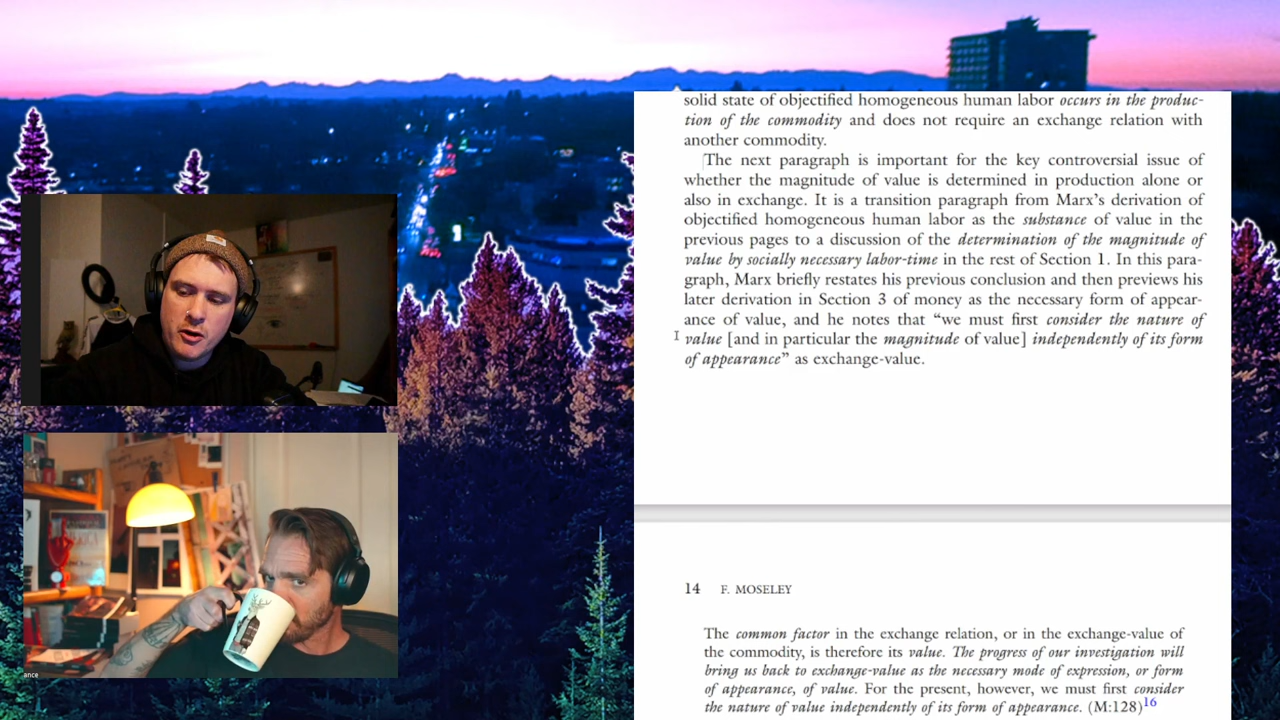 solid state of objectified homogeneous human labor occurs in the produc-
tion of the commodity and does not require an exchange relation with
another commodity.
The next paragraph is important for the key controversial issue of
whether the magnitude of value is determined in production alone or
also in exchange. It is a transition paragraph from Marx’s derivation of
objectified homogeneous human labor as the substance of value in the
previous pages to a discussion of the determination of the magnitude of
value by socially necessary labor-time in the rest of Section 1. In this para-
graph, Marx briefly restates his previous conclusion and then previews his
later derivation in Section 3 of money as the necessary form of appear-
ance of value, and he notes that “we must first consider the nature of
value [and in particular the magnitude of value] independently of its form
of appearance” as exchange-value.
14 F. MOSELEY
The common factor in the exchange relation, or in the exchange-value of
the commodity, is therefore its value. The progress of our investigation will
bring us back to exchange-value as the necessary mode of expression, or form
of appearance, of value. For the present, however, we must first consider
the nature of value independently of its form of appearance. (M:128)16
ance